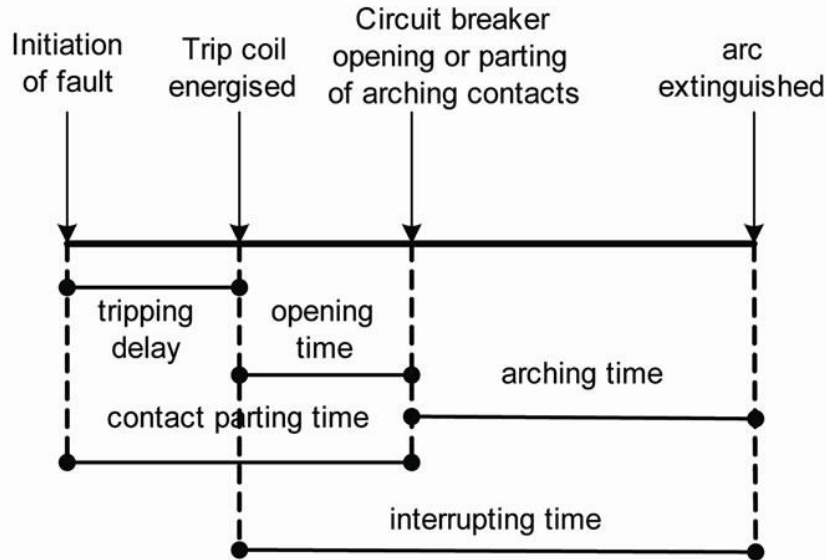 Initiation
of fault
Trip coil
energised
Circuit breaker
opening or parting
of arching contacts
arc
extinguished
tripping
delay
opening
time
arching time
contact parting time
interrupting time